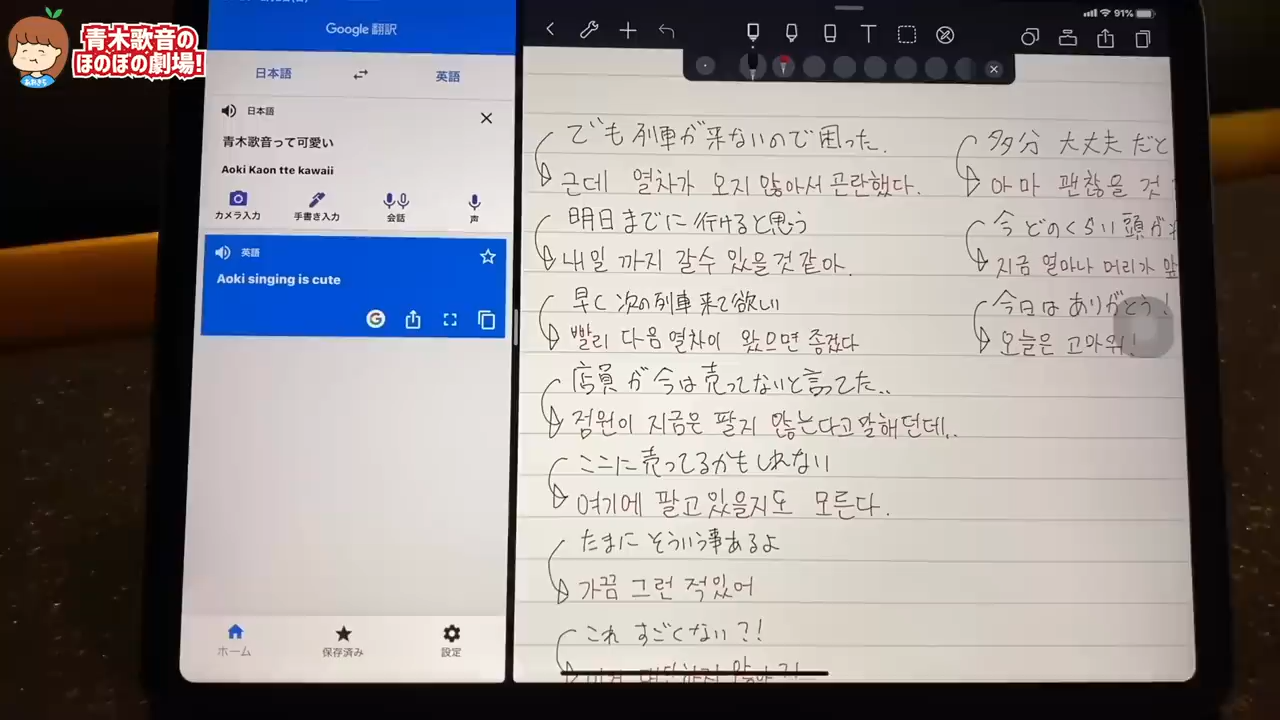 青木歌音の
ほのぼの劇場!
91%
Google 翻訳
日本語
英語
日本語
青木歌音って可愛い
Aoki Kaon tte kawaii
カメラ入力
手書き入力
会話
声
英語
Aoki singing is cute
ホーム
保存済み
設定
でも 列車が来ないので困った.
근데 열차가 오지 않아서 곤란했다.
明日までに行けると思う
내일 까지 갈수 있을것같아.
早く次の列車 来て欲しい
빨리 다음 열차이 왔으면 좋겠다
店員が今は売ってないと言ってた..
점원이 지금은 팔지 않는다고말해던데..
ここに売ってるかもしれない
여기에 팔고있을지도 모른다.
たまにそういう事あるよ
가끔 그런 적있어
これ すごくない?!
多分 大丈夫だと
아마 괜찮을 것
今どのくらい頭が
지금 얼마나 머리가
今日はありがとう!
오늘은 고마워!